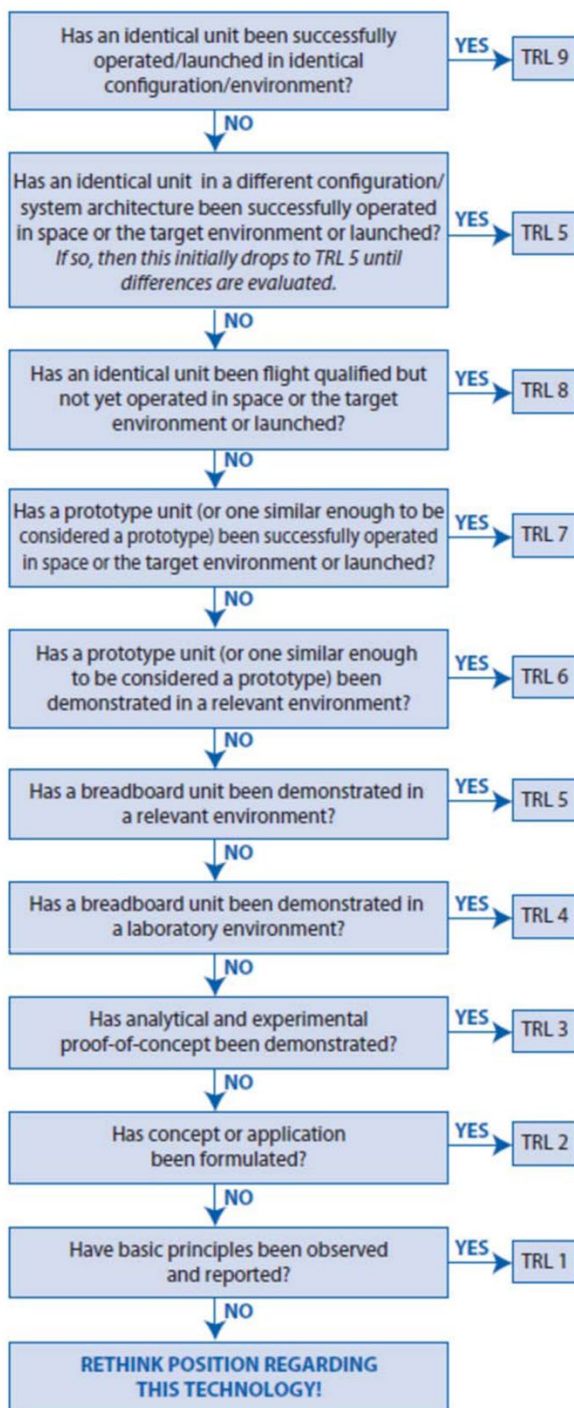 Has an identical unit been successfully
operated/launched in identical
configuration/environment?
YES
TRL 9
NO
Has an identical unit in a different configuration/
system architecture been successfully operated
in space or the target environment or launched?
If so, then this initially drops to TRL 5 until
differences are evaluated.
YES
TRL 5
NO
Has an identical unit been flight qualified but
not yet operated in space or the target
environment or launched?
YES
TRL 8
NO
Has a prototype unit (or one similar enough to be
considered a prototype) been successfully operated
in space or the target environment or launched?
YES
TRL 7
NO
Has a prototype unit (or one similar enough
to be considered a prototype) been
demonstrated in a relevant environment?
YES
TRL 6
NO
Has a breadboard unit been demonstrated in
a relevant environment?
YES
TRL 5
NO
Has a breadboard unit been demonstrated in
a laboratory environment?
YES
TRL 4
NO
Has analytical and experimental
proof-of-concept been demonstrated?
YES
TRL 3
NO
Has concept or application
been formulated?
YES
TRL 2
NO
Have basic principles been observed
and reported?
YES
TRL 1
NO
RETHINK POSITION REGARDING
THIS TECHNOLOGY!